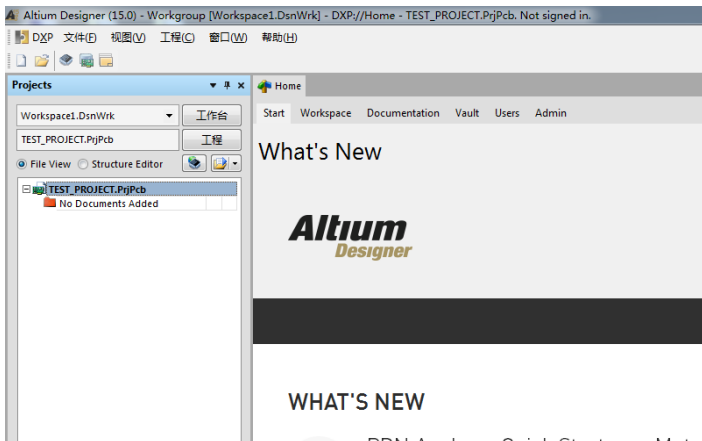 Altium Designer (15.0) - Workgroup [Workspace1.DsnWrk] - DXP://Home - TEST_PROJECT.PrjPcb. Not signed in.
DXP 文件(F) 视图(V) 工程(C) 窗口(W) 帮助(H)
Projects
Home
Workspace1.DsnWrk 工作台
Start Workspace Documentation Vault Users Admin
TEST_PROJECT.PrjPcb 工程
File View Structure Editor
What's New
TEST_PROJECT.PrjPcb
No Documents Added
Altium
Designer
WHAT'S NEW